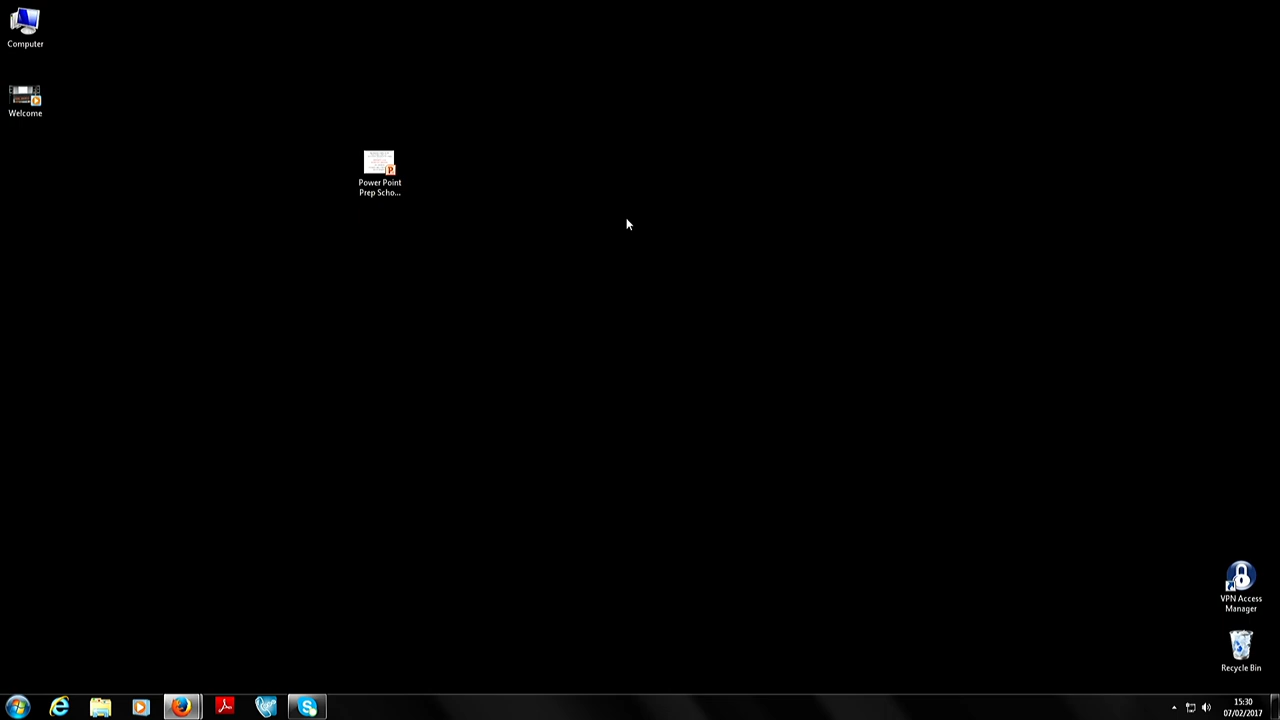 Computer
Welcome
Power Point
Prep Scho...
VPN Access
Manager
Recycle Bin
15:30
07/02/2017